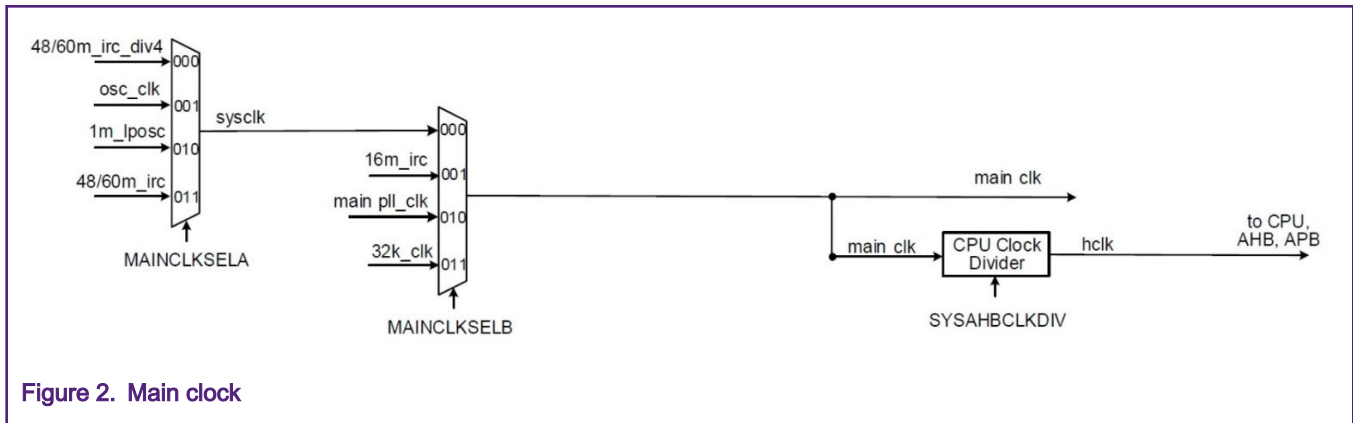 48/60m_irc_div4
000
osc_clk
001
1m_lposc
010
48/60m_irc
011
MAINCLKSELA
sysclk
000
16m_irc
001
main pll_clk
010
32k_clk
011
MAINCLKSELB
main clk
main clk
CPU Clock
Divider
SYSAHBCLKDIV
hclk
to CPU,
AHB, APB
Figure 2. Main clock